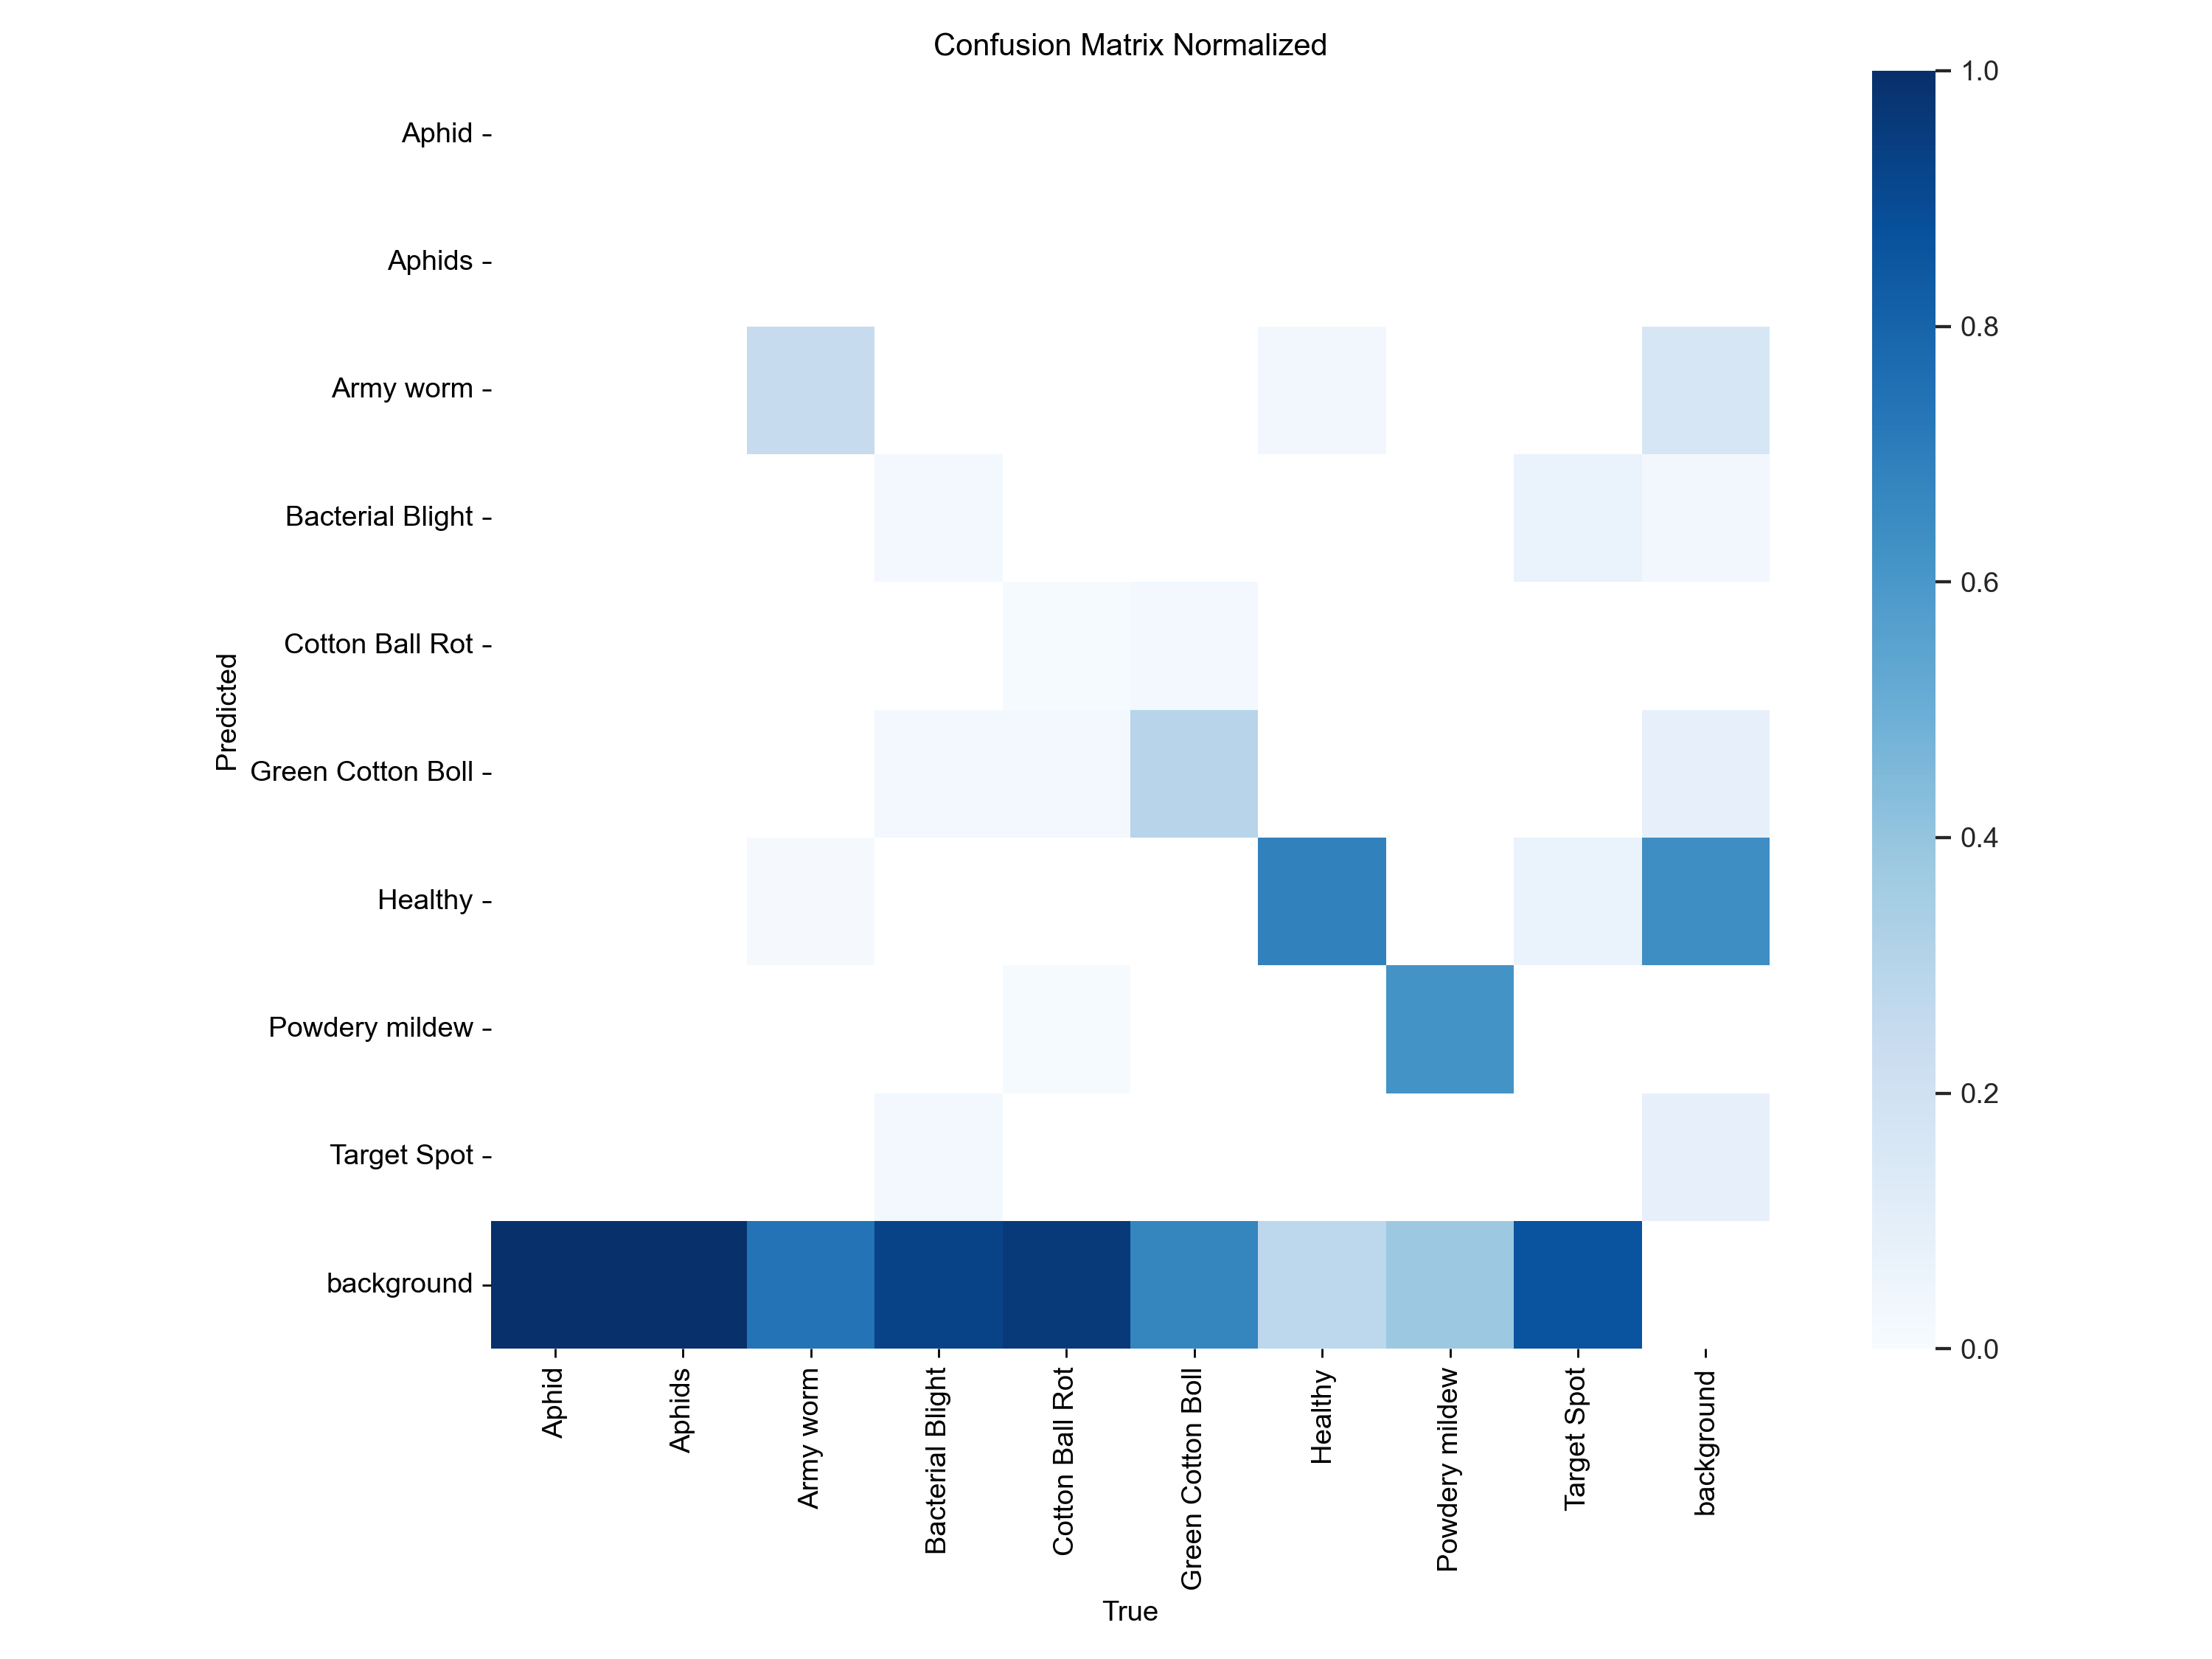 Confusion Matrix Normalized
Aphid
Aphids
Army worm
Bacterial Blight
Cotton Ball Rot
Green Cotton Boll
Healthy
Powdery mildew
Target Spot
background
Predicted
Aphid
Aphids
Army worm
Bacterial Blight
Cotton Ball Rot
Green Cotton Boll
Healthy
Powdery mildew
Target Spot
background
True
1.0
0.8
0.6
0.4
0.2
0.0